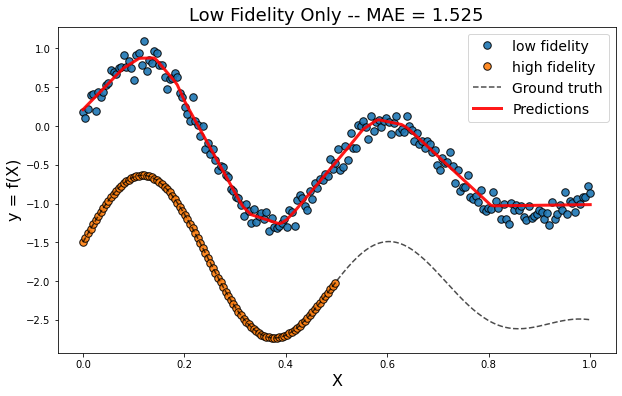 Low Fidelity Only -- MAE = 1.525
low fidelity
high fidelity
Ground truth
Predictions
y = f(X)
1.0
0.5
0.0
−0.5
−1.0
−1.5
−2.0
−2.5
0.0 0.2 0.4 0.6 0.8 1.0
X